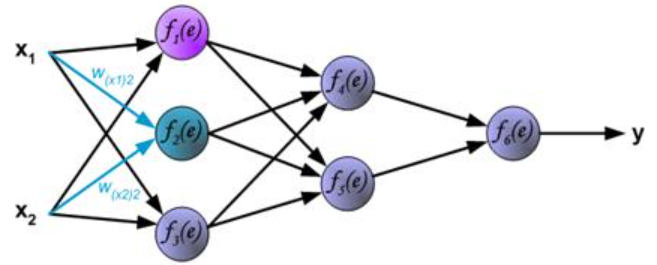 f₁(e)
x₁
w₍ₓ₁₎₂
f₄(e)
f₂(e)
f₆(e)
y
w₍ₓ₂₎₂
f₅(e)
x₂
f₃(e)